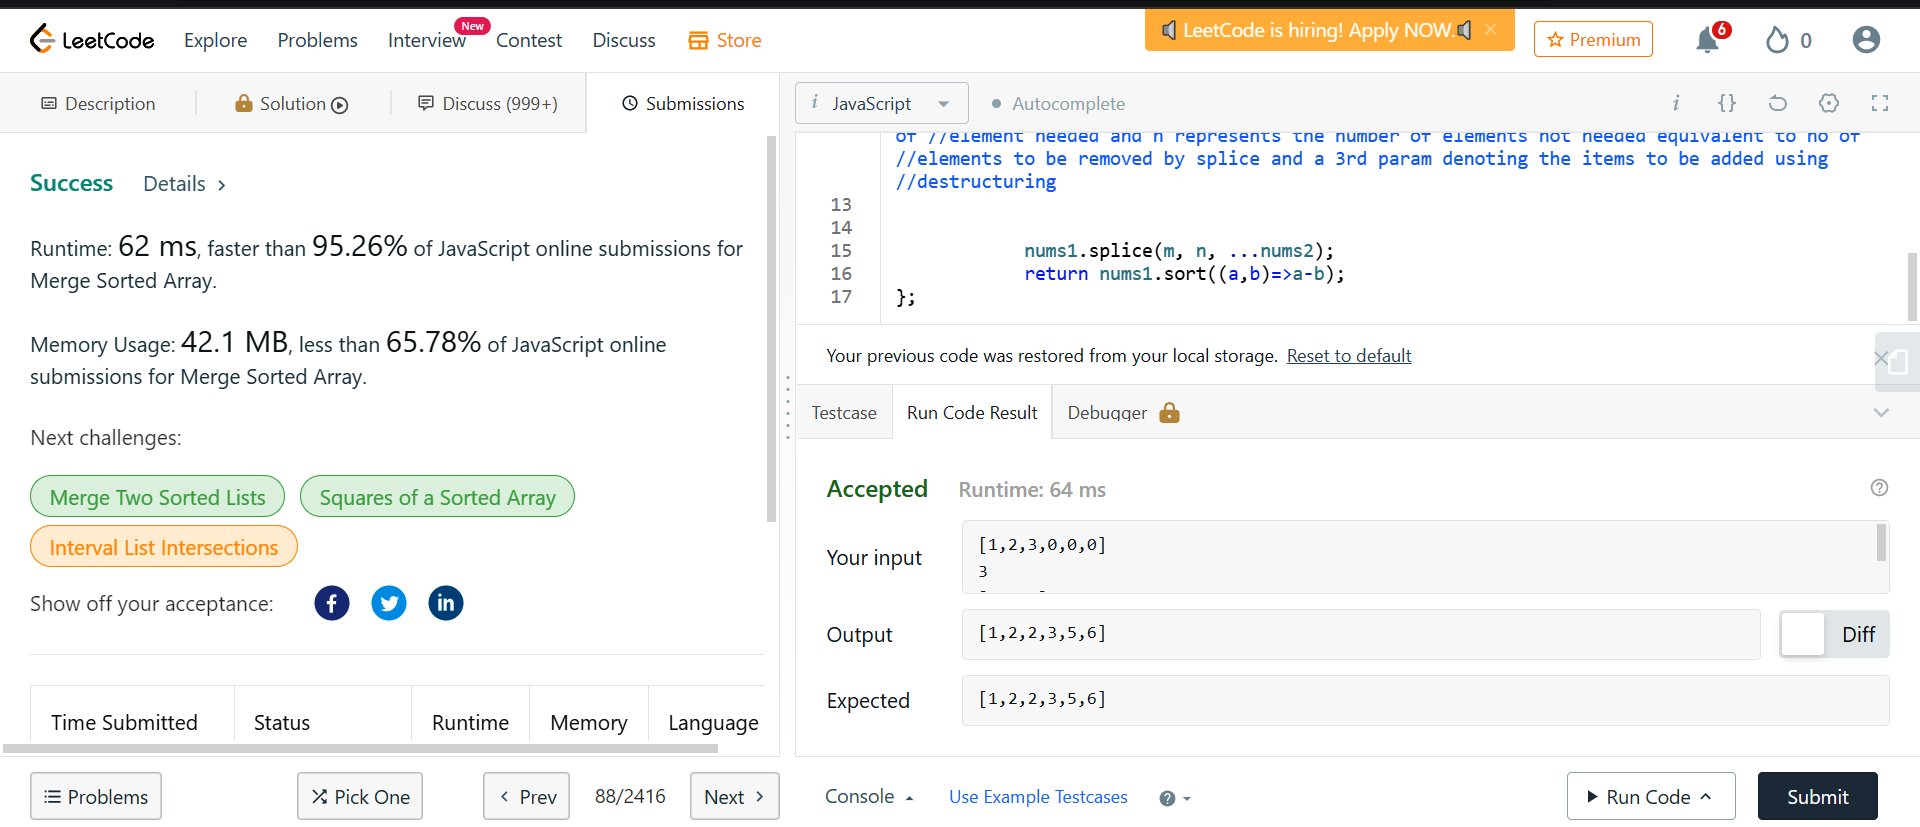 LeetCode
Explore
Problems
Interview
New
Contest
Discuss
Store
LeetCode is hiring! Apply NOW.
Premium
6
0
Description
Solution
Discuss (999+)
Submissions
Success
Details
Runtime: 62 ms, faster than 95.26% of JavaScript online submissions for
Merge Sorted Array.
Memory Usage: 42.1 MB, less than 65.78% of JavaScript online
submissions for Merge Sorted Array.
Next challenges:
Merge Two Sorted Lists
Squares of a Sorted Array
Interval List Intersections
Show off your acceptance:
Time Submitted
Status
Runtime
Memory
Language
Problems
Pick One
Prev
88/2416
Next
i JavaScript
Autocomplete
i {}
of //element needed and n represents the number of elements not needed equivalent to no of
//elements to be removed by splice and a 3rd param denoting the items to be added using
//destructuring
13
14
15 nums1.splice(m, n, ...nums2);
16 return nums1.sort((a,b)=>a-b);
17 };
Your previous code was restored from your local storage. Reset to default
Testcase
Run Code Result
Debugger
Accepted
Runtime: 64 ms
Your input
[1,2,3,0,0,0]
3
Output
[1,2,2,3,5,6]
Diff
Expected
[1,2,2,3,5,6]
Console
Use Example Testcases
Run Code
Submit